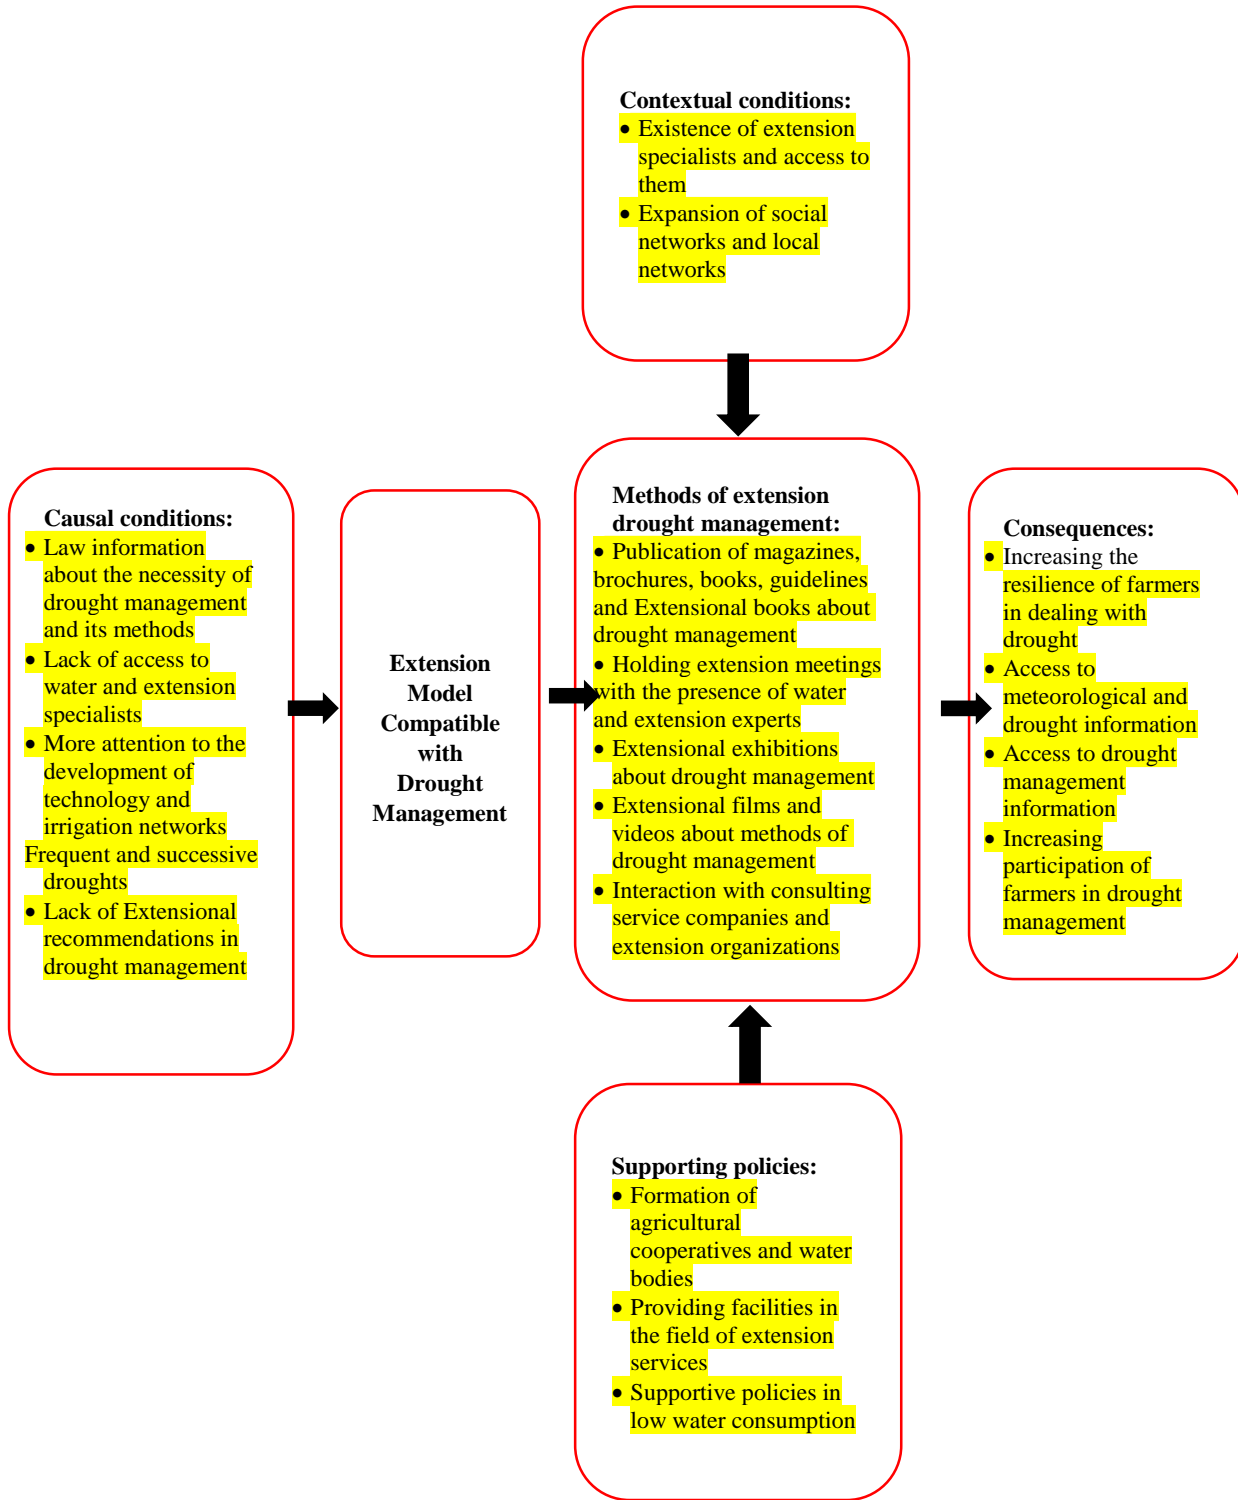 Contextual conditions:
• Existence of extension
specialists and access to
them
• Expansion of social
networks and local
networks
Causal conditions:
• Law information
about the necessity of
drought management
and its methods
• Lack of access to
water and extension
specialists
• More attention to the
development of
technology and
irrigation networks
Frequent and successive
droughts
• Lack of Extensional
recommendations in
drought management
Extension
Model
Compatible
with
Drought
Management
Methods of extension
drought management:
• Publication of magazines,
brochures, books, guidelines
and Extensional books about
drought management
• Holding extension meetings
with the presence of water
and extension experts
• Extensional exhibitions
about drought management
• Extensional films and
videos about methods of
drought management
• Interaction with consulting
service companies and
extension organizations
Consequences:
• Increasing the
resilience of farmers
in dealing with
drought
• Access to
meteorological and
drought information
• Access to drought
management
information
• Increasing
participation of
farmers in drought
management
Supporting policies:
• Formation of
agricultural
cooperatives and water
bodies
• Providing facilities in
the field of extension
services
• Supportive policies in
low water consumption